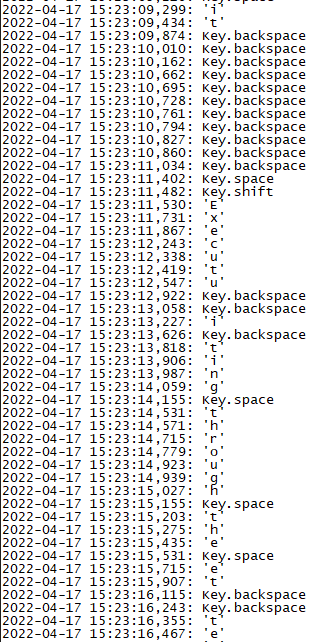 2022-04-17 15:23:09,299: 'i'
2022-04-17 15:23:09,434: 't'
2022-04-17 15:23:09,874: Key.backspace
2022-04-17 15:23:10,010: Key.backspace
2022-04-17 15:23:10,162: Key.backspace
2022-04-17 15:23:10,662: Key.backspace
2022-04-17 15:23:10,695: Key.backspace
2022-04-17 15:23:10,728: Key.backspace
2022-04-17 15:23:10,761: Key.backspace
2022-04-17 15:23:10,794: Key.backspace
2022-04-17 15:23:10,827: Key.backspace
2022-04-17 15:23:10,860: Key.backspace
2022-04-17 15:23:11,034: Key.backspace
2022-04-17 15:23:11,402: Key.space
2022-04-17 15:23:11,482: Key.shift
2022-04-17 15:23:11,530: 'E'
2022-04-17 15:23:11,731: 'x'
2022-04-17 15:23:11,867: 'e'
2022-04-17 15:23:12,243: 'c'
2022-04-17 15:23:12,338: 'u'
2022-04-17 15:23:12,419: 't'
2022-04-17 15:23:12,547: 'u'
2022-04-17 15:23:12,922: Key.backspace
2022-04-17 15:23:13,058: Key.backspace
2022-04-17 15:23:13,227: 'i'
2022-04-17 15:23:13,626: Key.backspace
2022-04-17 15:23:13,818: 't'
2022-04-17 15:23:13,906: 'i'
2022-04-17 15:23:13,987: 'n'
2022-04-17 15:23:14,059: 'g'
2022-04-17 15:23:14,155: Key.space
2022-04-17 15:23:14,531: 't'
2022-04-17 15:23:14,571: 'h'
2022-04-17 15:23:14,715: 'r'
2022-04-17 15:23:14,779: 'o'
2022-04-17 15:23:14,923: 'u'
2022-04-17 15:23:14,939: 'g'
2022-04-17 15:23:15,027: 'h'
2022-04-17 15:23:15,155: Key.space
2022-04-17 15:23:15,203: 't'
2022-04-17 15:23:15,275: 'h'
2022-04-17 15:23:15,435: 'e'
2022-04-17 15:23:15,531: Key.space
2022-04-17 15:23:15,715: 'e'
2022-04-17 15:23:15,907: 't'
2022-04-17 15:23:16,115: Key.backspace
2022-04-17 15:23:16,243: Key.backspace
2022-04-17 15:23:16,355: 't'
2022-04-17 15:23:16,467: 'e'